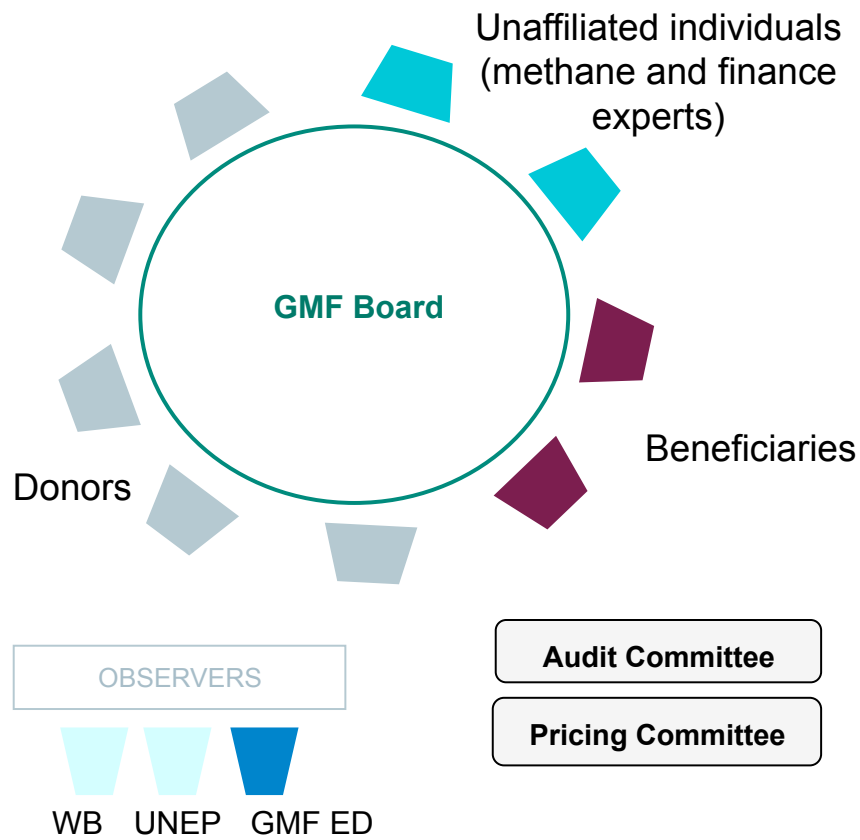 Unaffiliated individuals
(methane and finance
experts)
GMF Board
Beneficiaries
Donors
OBSERVERS
Audit Committee
Pricing Committee
WB UNEP GMF ED